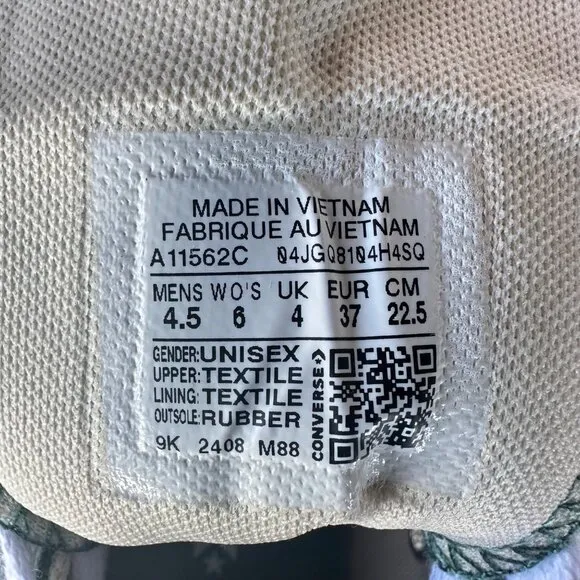 MADE IN VIETNAM
FABRIQUE AU VIETNAM
A11562C 04JGQ8104H4SQ
MENS WO'S UK EUR CM
4.5 6 4 37 22.5
GENDER:UNISEX
UPPER:TEXTILE
LINING:TEXTILE
OUTSOLE:RUBBER
CONVERSE
9K 2408 M88